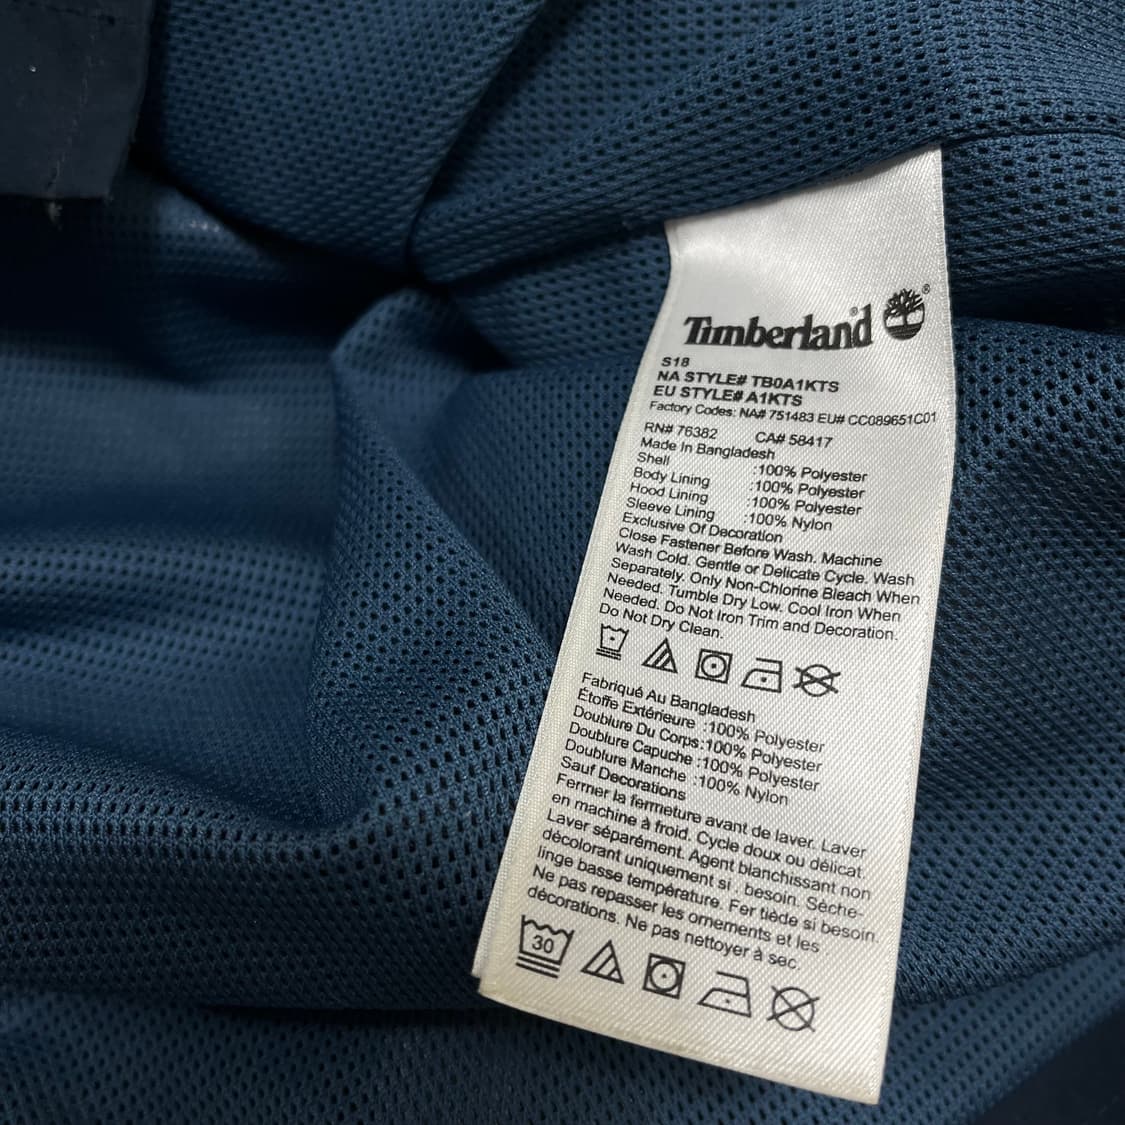 Timberland®
S18
NA STYLE# TB0A1KTS
EU STYLE# A1KTS
Factory Codes: NA# 751483 EU# CC089651C01
RN# 76382 CA# 58417
Made In Bangladesh
Shell :100% Polyester
Body Lining :100% Polyester
Hood Lining :100% Polyester
Sleeve Lining :100% Nylon
Exclusive Of Decoration
Close Fastener Before Wash. Machine
Wash Cold. Gentle or Delicate Cycle. Wash
Separately. Only Non-Chlorine Bleach When
Needed. Tumble Dry Low. Cool Iron When
Needed. Do Not Iron Trim and Decoration.
Do Not Dry Clean.
Fabriqué Au Bangladesh
Étoffe Extérieure :100% Polyester
Doublure Du Corps :100% Polyester
Doublure Capuche :100% Polyester
Doublure Manche :100% Nylon
Sauf Decorations
Fermer la fermeture avant de laver. Laver
en machine à froid. Cycle doux ou délicat.
Laver séparément. Agent blanchissant non
décolorant uniquement si . besoin. Sèche-
linge basse température. Fer tiède si besoin.
Ne pas repasser les ornements et les
décorations. Ne pas nettoyer à sec.
30